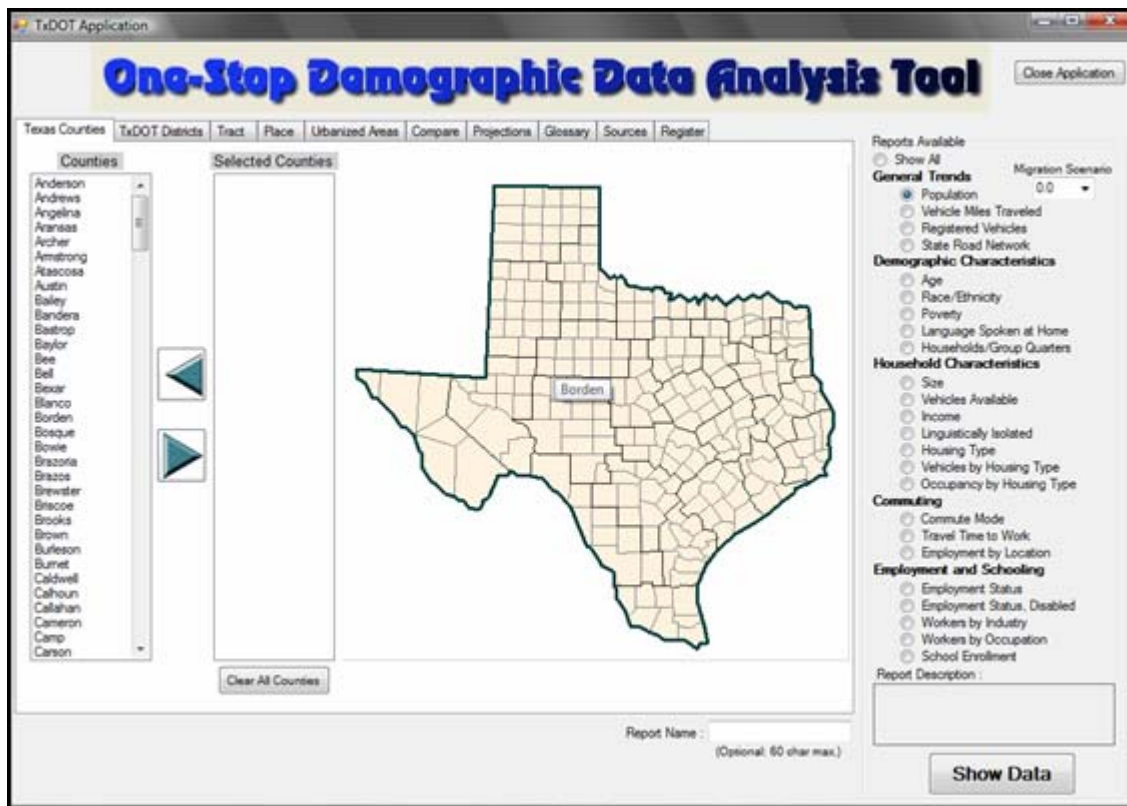 TxDOT Application
One-Stop Damographic Data Analysis Tool
Close Application
Texas Counties
TxDOT Districts
Tract
Place
Urbanized Areas
Compare
Projections
Glossary
Sources
Register
Counties
Anderson
Andrews
Angelina
Aransas
Archer
Armstrong
Atascosa
Austin
Bailey
Bandera
Bastrop
Baylor
Bee
Bell
Bexar
Blanco
Borden
Bosque
Bowie
Brazoria
Brazos
Brewster
Briscoe
Brooks
Brown
Burleson
Burnet
Caldwell
Calhoun
Callahan
Cameron
Camp
Carson
Selected Counties
Clear All Counties
Borden
Reports Available
Show All
Migration Scenario
0.0
General Trends
Population
Vehicle Miles Traveled
Registered Vehicles
State Road Network
Demographic Characteristics
Age
Race/Ethnicity
Poverty
Language Spoken at Home
Households/Group Quarters
Household Characteristics
Size
Vehicles Available
Income
Linguistically Isolated
Housing Type
Vehicles by Housing Type
Occupancy by Housing Type
Commuting
Commute Mode
Travel Time to Work
Employment by Location
Employment and Schooling
Employment Status
Employment Status, Disabled
Workers by Industry
Workers by Occupation
School Enrollment
Report Description :
Report Name :
(Optional: 60 char max.)
Show Data